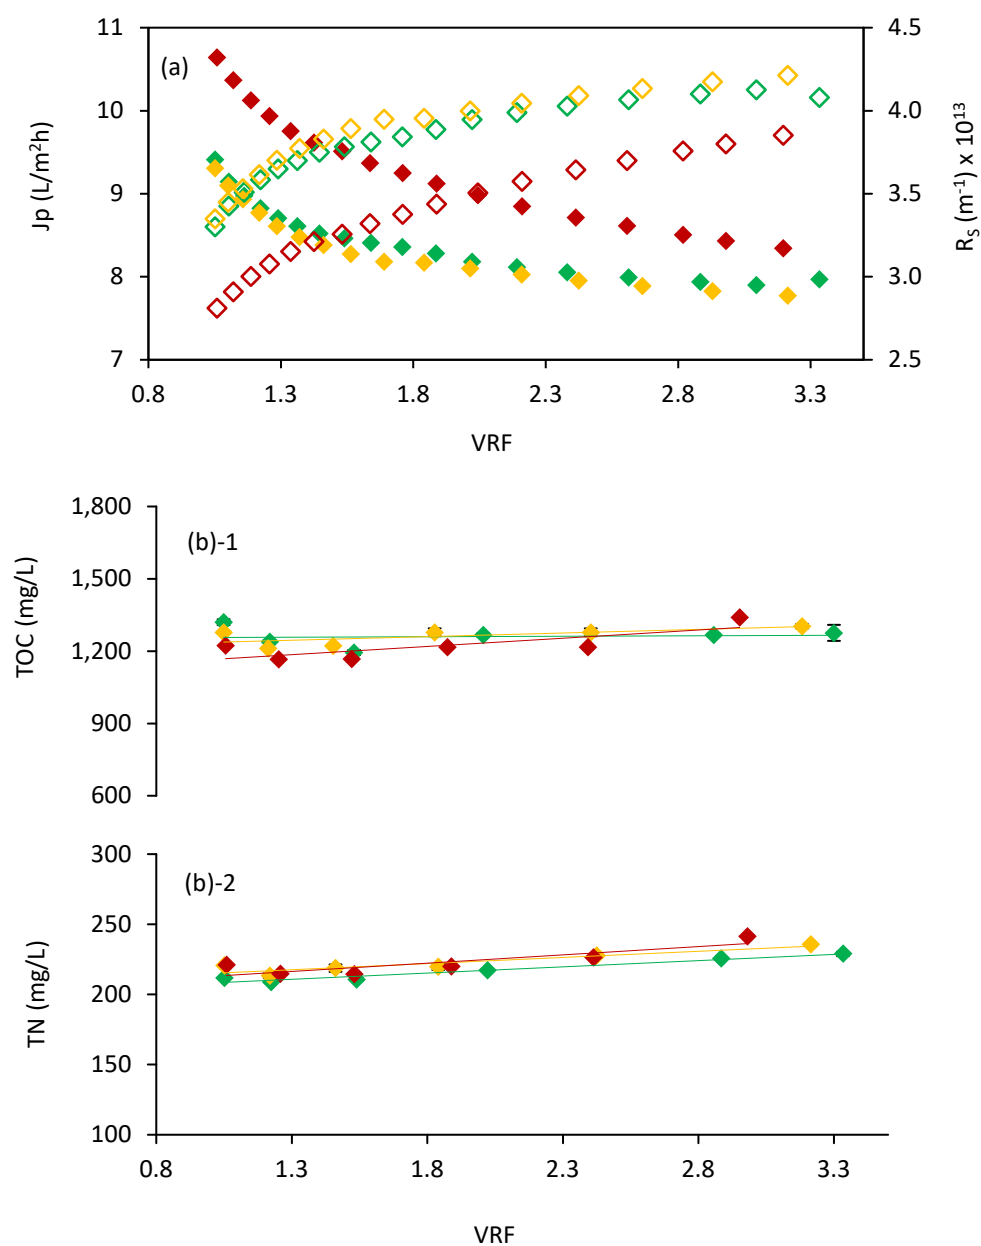 11
10
9
8
7
Jp (L/m²h)
(a)
4.5
4.0
3.5
3.0
2.5
R_S (m⁻¹) x 10¹³
0.8 1.3 1.8 2.3 2.8 3.3
VRF
1,800
1,500
1,200
900
600
TOC (mg/L)
(b)-1
300
250
200
150
100
TN (mg/L)
(b)-2
0.8 1.3 1.8 2.3 2.8 3.3
VRF